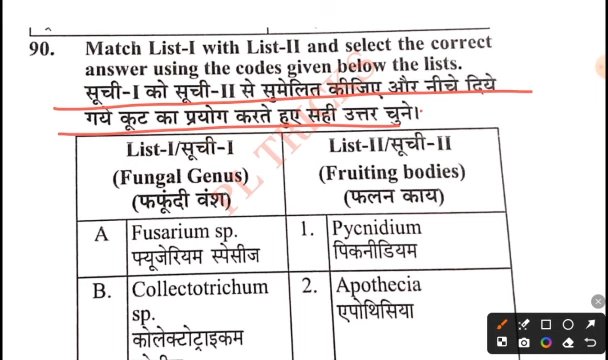 90. Match List-I with List-II and select the correct
answer using the codes given below the lists.
सूची-I को सूची-II से सुमेलित कीजिए और नीचे दिये
गये कूट का प्रयोग करते हुए सही उत्तर चुने।
List-I/सूची-I List-II/सूची-II
(Fungal Genus) (Fruiting bodies)
(फफूंदी वंश) (फलन काय)
A Fusarium sp. 1. Pycnidium
फ्यूजेरियम स्पेसीज पिकनीडियम
B. Collectotrichum 2. Apothecia
sp. एपोथिसिया
कोलेक्टोट्राइकम
PL TRICKS